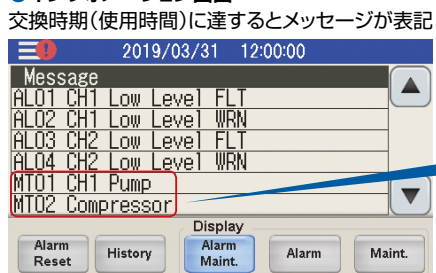 交換時期（使用時間）に達するとメッセージが表記
2019/03/31 12:00:00
Message
AL01 CH1 Low Level FLT
AL02 CH1 Low Level WRN
AL03 CH2 Low Level FLT
AL04 CH2 Low Level WRN
MT01 CH1 Pump
MT02 Compressor
Display
Alarm Reset
History
Alarm Maint.
Alarm
Maint.